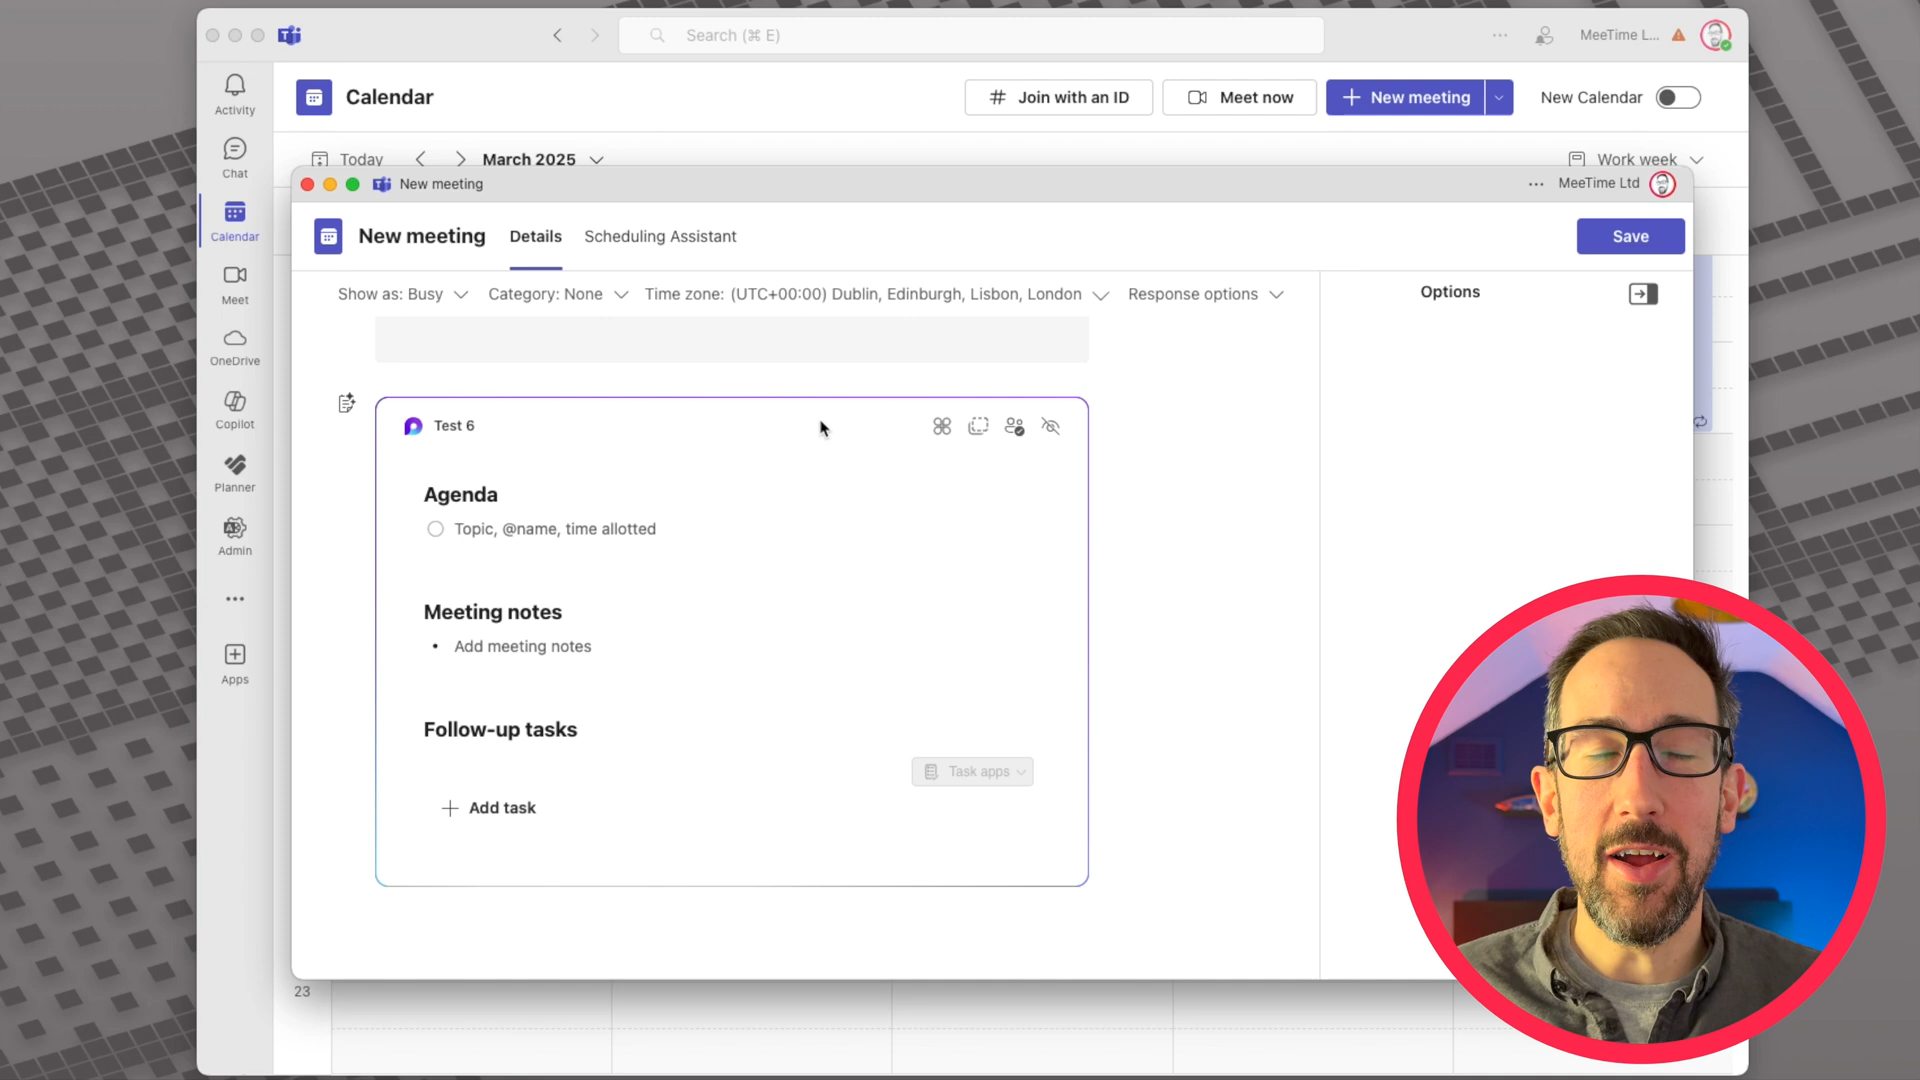 Search (⌘ E)
MeeTime L...
Activity
Chat
Calendar
Meet
OneDrive
Copilot
Planner
Admin
Apps
Calendar
Join with an ID
Meet now
New meeting
New Calendar
Today
March 2025
Work week
New meeting
MeeTime Ltd
New meeting
Details
Scheduling Assistant
Save
Show as: Busy
Category: None
Time zone: (UTC+00:00) Dublin, Edinburgh, Lisbon, London
Response options
Options
Test 6
Agenda
Topic, @name, time allotted
Meeting notes
• Add meeting notes
Follow-up tasks
Task apps
Add task
23